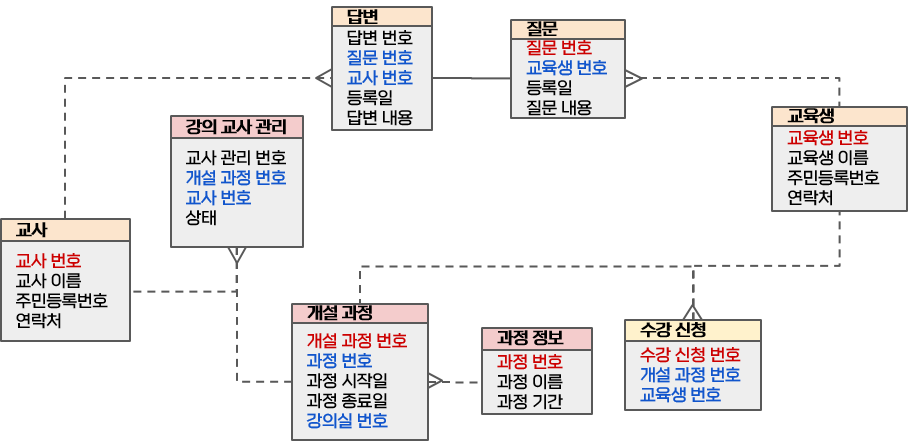 답변
답변 번호
질문 번호
교사 번호
등록일
답변 내용
질문
질문 번호
교육생 번호
등록일
질문 내용
강의 교사 관리
교사 관리 번호
개설 과정 번호
교사 번호
상태
교육생
교육생 번호
교육생 이름
주민등록번호
연락처
교사
교사 번호
교사 이름
주민등록번호
연락처
개설 과정
개설 과정 번호
과정 번호
과정 시작일
과정 종료일
강의실 번호
과정 정보
과정 번호
과정 이름
과정 기간
수강 신청
수강 신청 번호
개설 과정 번호
교육생 번호